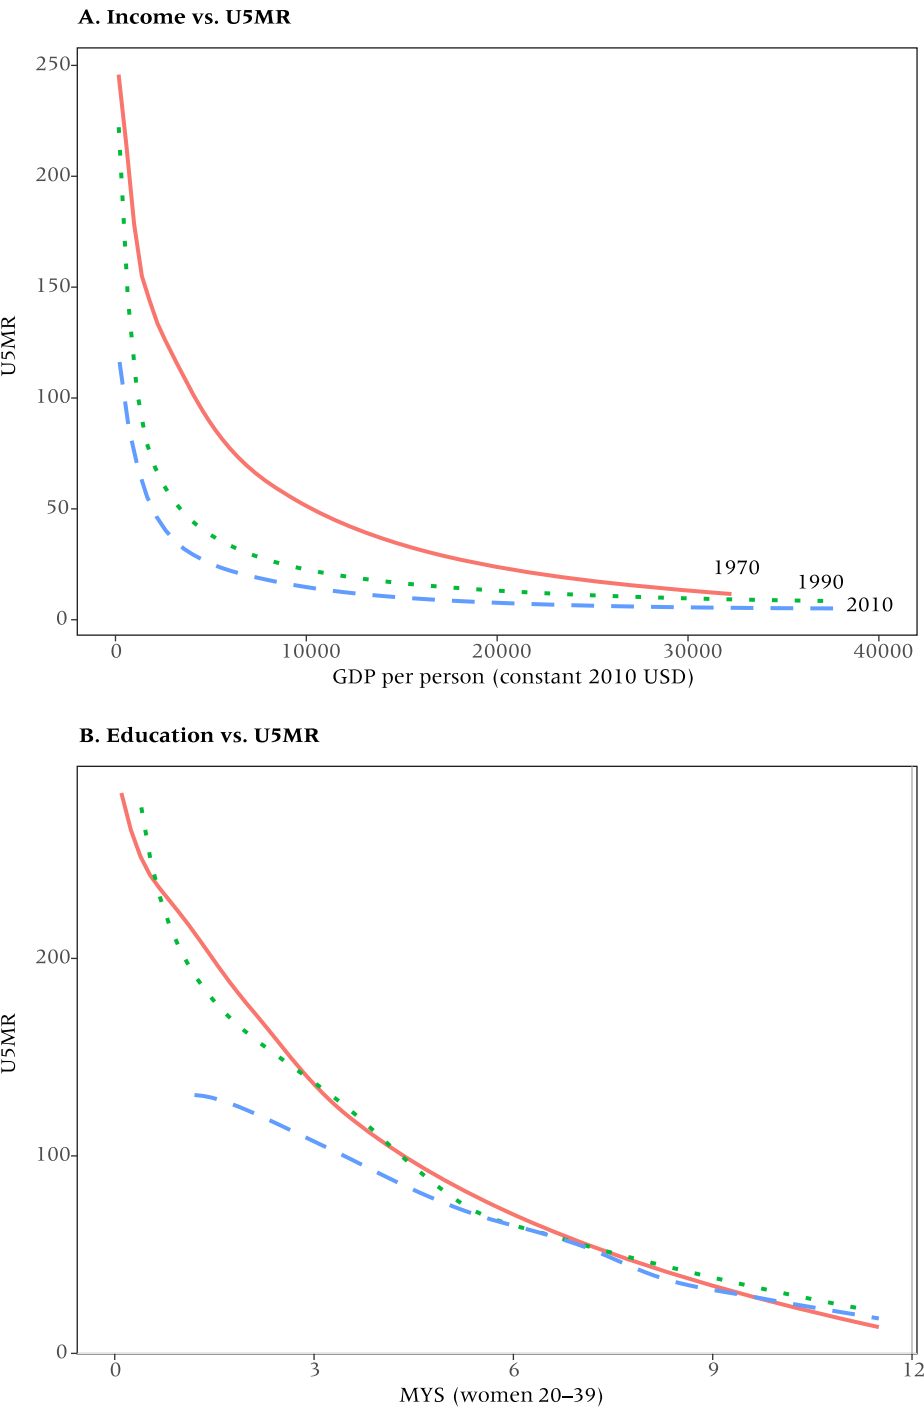 A. Income vs. U5MR
250
200
150
100
50
0
U5MR
1970
1990
2010
0 10000 20000 30000 40000
GDP per person (constant 2010 USD)
B. Education vs. U5MR
200
100
0
U5MR
0 3 6 9 12
MYS (women 20–39)